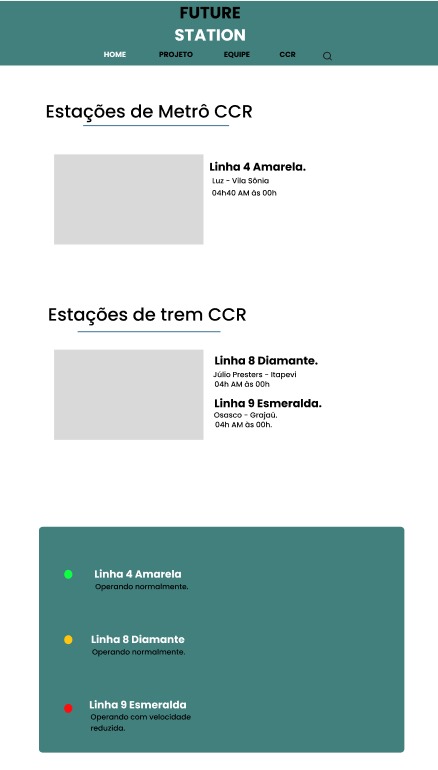 FUTURE
STATION
HOME PROJETO EQUIPE CCR
Estações de Metrô CCR
Linha 4 Amarela.
Luz - Vila Sônia
04h40 AM às 00h
Estações de trem CCR
Linha 8 Diamante.
Júlio Presters - Itapevi
04h AM às 00h
Linha 9 Esmeralda.
Osasco - Grajaú.
04h AM às 00h.
Linha 4 Amarela
Operando normalmente.
Linha 8 Diamante
Operando normalmente.
Linha 9 Esmeralda
Operando com velocidade
reduzida.